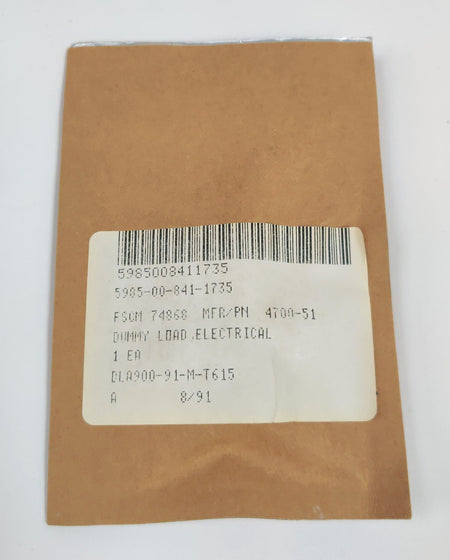 5985008411735
5985-00-841-1735
FSCM 74868 MFR/PN 4700-51
DUMMY LOAD,ELECTRICAL
1 EA
DLA900-91-M-T615
A 8/91